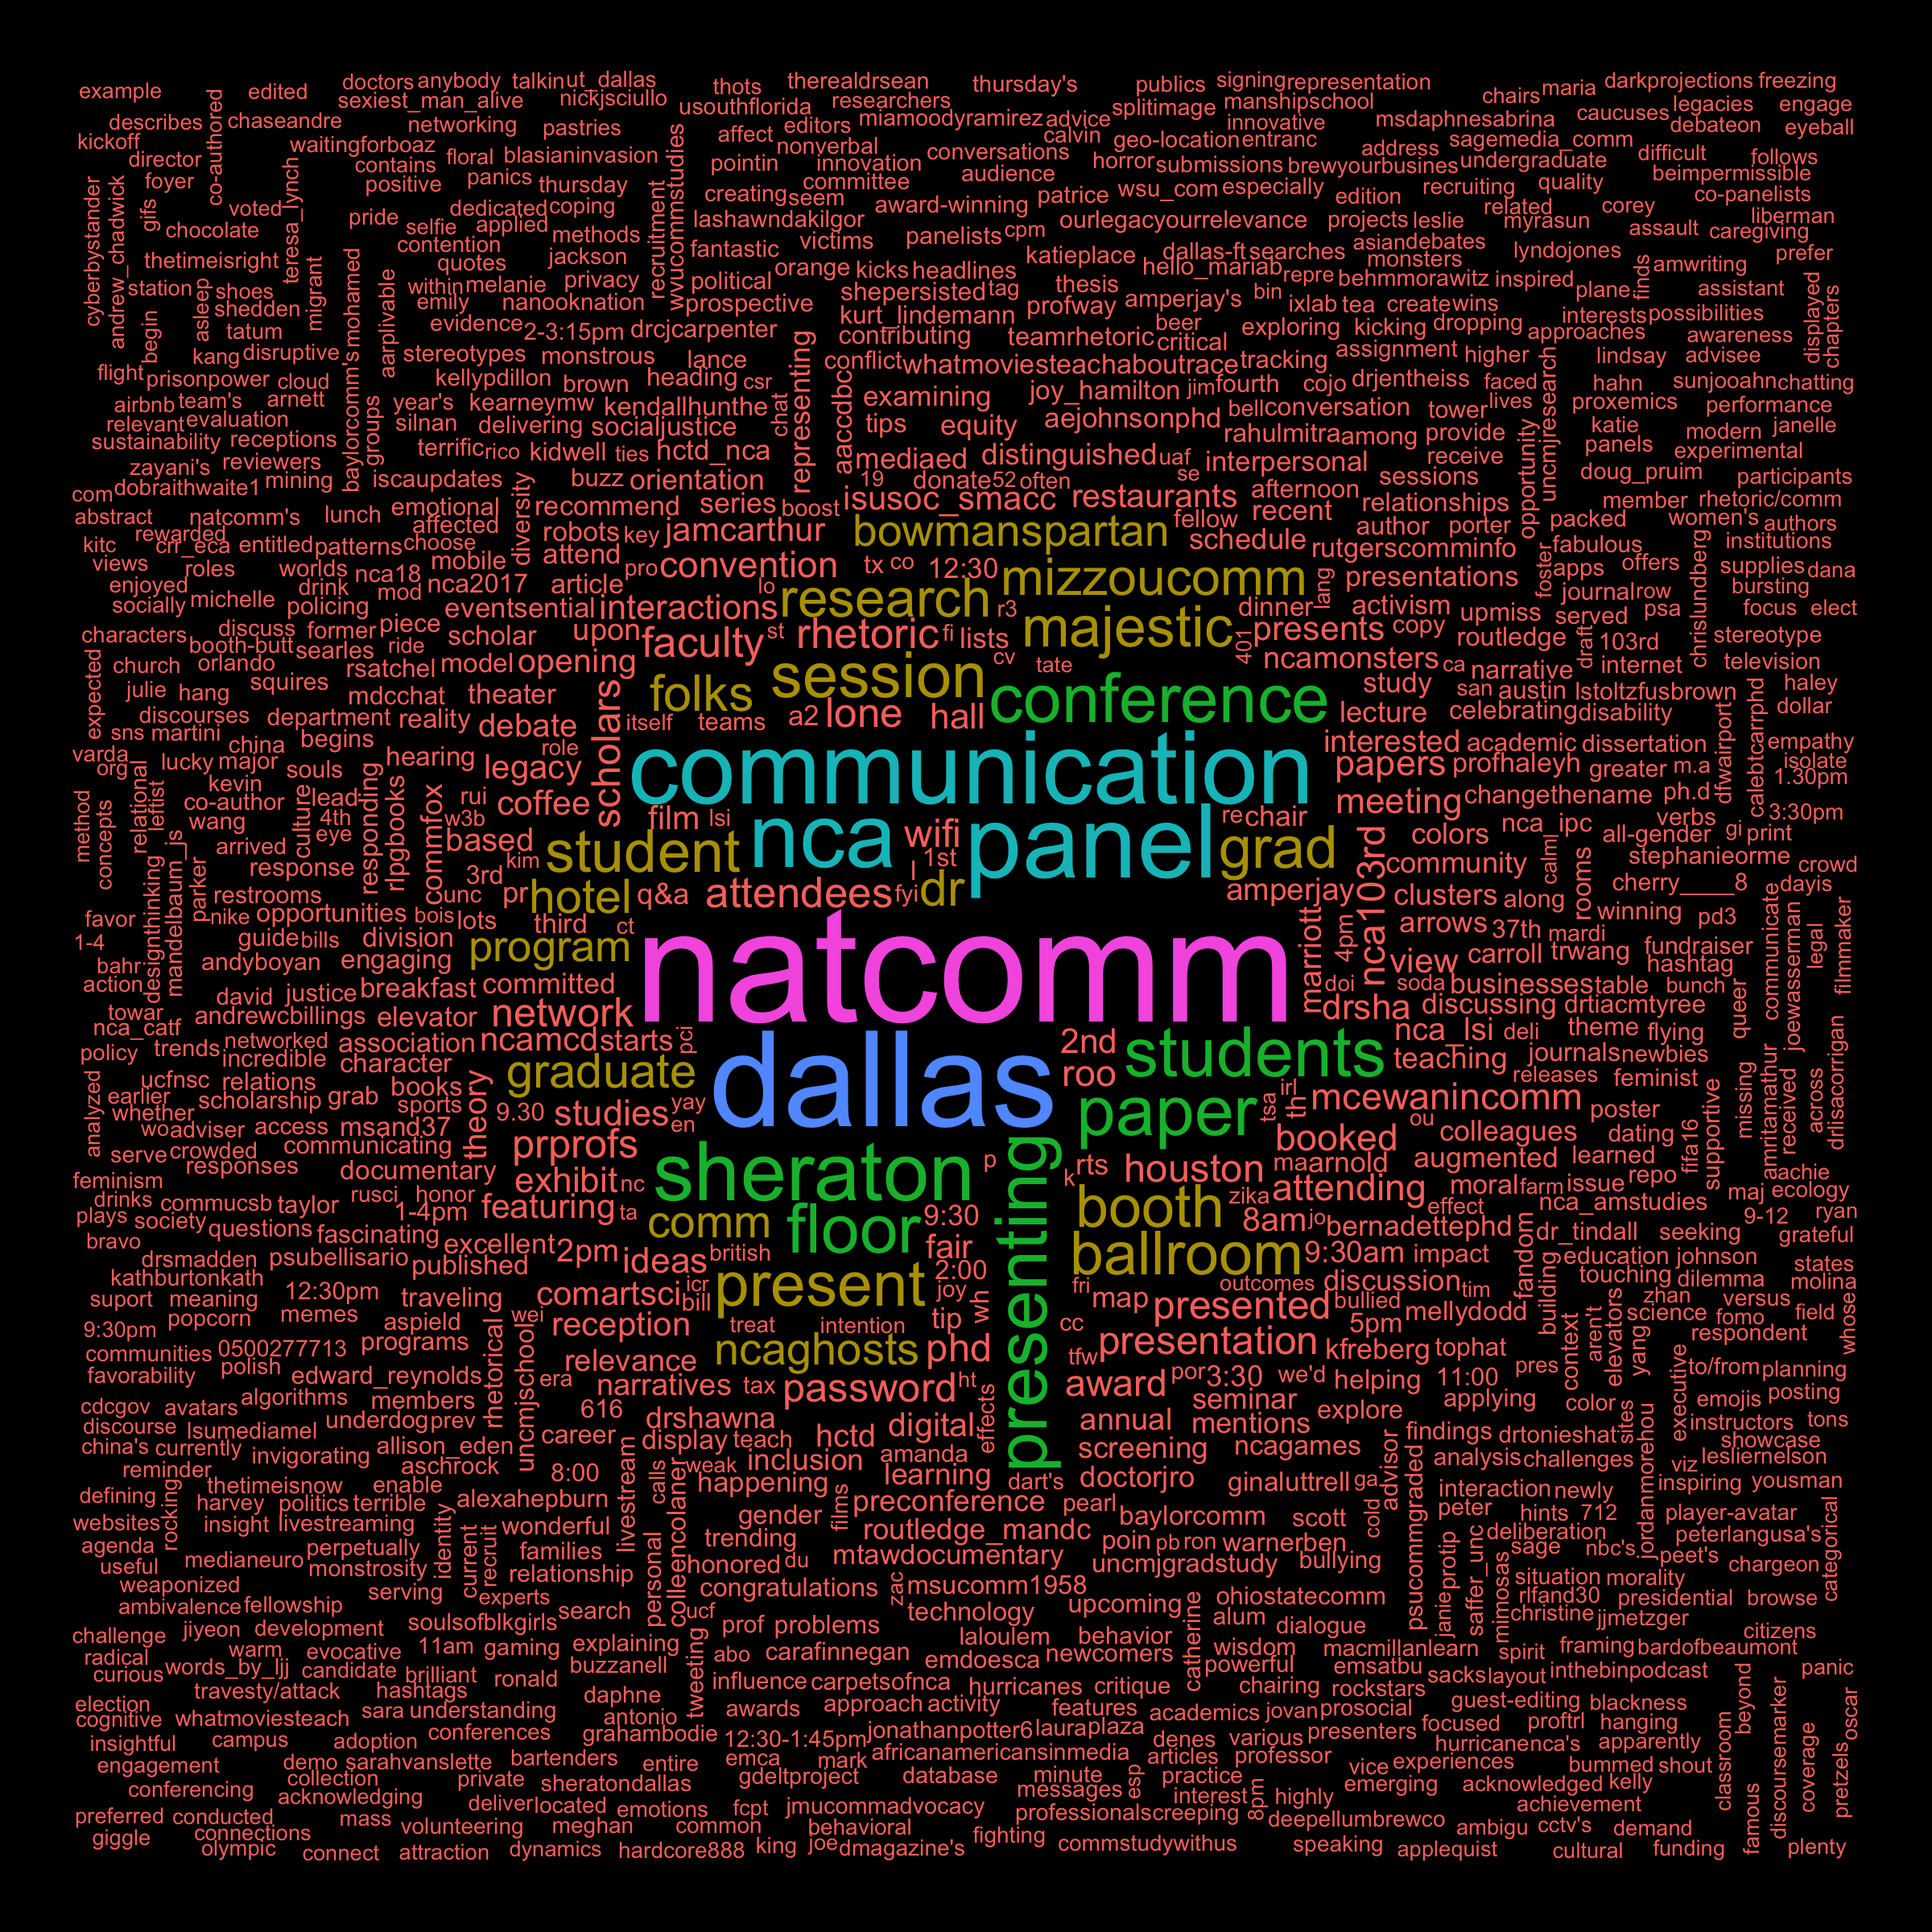 natcomm
dallas
communication
nca
panel
conference
students
paper
sheraton
floor
presenting
research
mizzoucomm
majestic
bowmanspartan
session
folks
student
grad
hotel
dr
program
graduate
comm
booth
ballroom
present
ncaghosts
faculty
rhetoric
convention
interactions
jamcarthur
isusoc_smacc
restaurants
presents
ncamonsters
scholars
lone
hall
attendees
wifi
papers
meeting
interested
nca103rd
view
marriott
network
studies
prprofs
exhibit
featuring
houston
booked
attending
mcewanincomm
drsha
2nd
roo
password
phd
award
presentation
presented
8am
9:30am
reception
comartsci
ideas
2pm
fair
9:30
digital
learning
preconference
annual
screening
mentions
seminar
doctorjro
ncagames
routledge_mandc
mtawdocumentary
msucomm1958
inclusion
hctd
drshawna
narratives
relevance
example
edited
doctors
anybody
talkin
ut_dallas
thots
therealdrsean
thursday's
publics
signing
representation
darkprojections
freezing
describes
chaseandre
sexiest_man_alive
nickjsciullo
usouthflorida
researchers
splitimage
manshipschool
chairs
maria
legacies
engage
kickoff
co-authored
networking
pastries
miamoodyramirez
advice
innovative
msdaphnesabrina
caucuses
debateon
eyeball
director
waitingforboaz
affect
editors
calvin
geo-location
entranc
address
sagemedia_comm
foyer
contains
floral
blasianinvasion
nonverbal
conversations
horror
submissions
brewyourbusines
undergraduate
difficult
follows
positive
panics
thursday
pointin
innovation
audience
wsu_com
especially
recruiting
quality
beimpermissible
gifs
voted
teresa_lynch
pride
dedicated
coping
creating
seem
committee
patrice
edition
related
corey
co-panelists
chocolate
selfie
applied
methods
lashawndakilgor
award-winning
ourlegacyourrelevance
projects
leslie
myrasun
assault
liberman
caregiving
cyberbystander
andrew_chadwick
thetimeisright
contention
quotes
jackson
recruitment
wvucommstudies
fantastic
victims
panelists
cpm
katieplace
dallas-ft
searches
asiandebates
monsters
lyndojones
prefer
station
shoes
migrant
within
melanie
privacy
political
orange
kicks
headlines
hello_mariab
repre
behmmorawitz
inspired
finds
amwriting
assistant
begin
asleep
shedden
tatum
emily
nanooknation
prospective
shepersisted
tag
thesis
profway
amperjay's
bin
ixlab
tea
createwins
plane
interests
possibilities
displayed
chapters
evidence
2-3:15pm
drcjcarpenter
kurt_lindemann
contributing
teamrhetoric
beer
critical
exploring
kicking
dropping
approaches
awareness
kang
disruptive
baylorcomm's
mohamed
aarplivable
stereotypes
monstrous
lance
representing
conflict
whatmoviesteachaboutrace
tracking
assignment
higher
lindsay
advisee
flight
prisonpower
cloud
kellypdillon
brown
heading
csr
chat
aaccdbc
examining
joy_hamilton
jim
fourth
cojo
drjentheiss
faced
hahn
sunjooahn
chatting
airbnb
team's
arnett
groups
year's
kearneymw
kendallhunthe
tips
equity
aejohnsonphd
bell
conversation
tower
lives
proxemics
performance
relevant
evaluation
silnan
delivering
socialjustice
rahulmitra
among
provide
katie
modern
janelle
sustainability
receptions
terrific
rico
kidwell
ties
hctd_nca
mediaed
distinguished
uaf
interpersonal
receive
opportunity
uncmjresearch
panels
experimental
zayani's
reviewers
iscaupdates
buzz
orientation
19
donate
52
often
se
sessions
doug_pruim
participants
com
dobraithwaite1
mining
diversity
emotional
recommend
series
boost
afternoon
recent
relationships
member
rhetoric/comm
abstract
natcomm's
lunch
affected
robots
key
fellow
author
porter
packed
women's
authors
rewarded
kitc
crr_eca
entitled
patterns
choose
mobile
attend
schedule
rutgerscomminfo
foster
fabulous
institutions
views
roles
worlds
nca18
nca2017
article
pro
lo
tx
co
12:30
presentations
apps
offers
supplies
dana
enjoyed
michelle
drink
mod
events
ential
r3
dinner
lang
activism
upmiss
journal
row
bursting
socially
policing
piece
scholar
upon
st
fi
lists
copy
served
psa
focus
elect
characters
discuss
former
booth-butt
searles
ride
model
opening
cv
tate
401
routledge
draft
103rd
chrislundberg
stereotype
church
orlando
rsatchel
narrative
ca
internet
television
expected
julie
hang
squires
mdcchat
theater
study
san
austin
lstoltzfusbrown
haley
discourses
department
reality
debate
itself
teams
a2
lecture
celebrating
disability
dollar
sns
martini
china
begins
hearing
role
legacy
academic
dissertation
dfwairport
calebtcarrphd
empathy
varda
org
lucky
major
souls
profhaleyh
greater
m.a
isolate
1.30pm
kevin
co-author
culture
lead
responding
rlpgbooks
commfox
rui
coffee
film
lsi
re
chair
changethename
ph.d
3:30pm
method
concepts
relational
leftist
wang
4th
eye
w3b
based
colors
nca_ipc
verbs
all-gender
gi
print
arrived
response
kim
3rd
l
1st
community
calml
rooms
stephanieorme
crowd
mandelbaum_js
parker
restrooms
unc
pr
q&a
fyi
amperjay
clusters
along
cherry_____8
dayis
favor
designthinking
nike
opportunities
bois
lots
third
ct
arrows
37th
winning
pd3
1-4
guide
bills
division
4pm
mardi
fundraiser
communicate
legal
filmmaker
bahr
andyboyan
engaging
carroll
trwang
hashtag
action
david
justice
breakfast
committed
doi
soda
businesses
table
bunch
towar
andrewcbillings
elevator
discussing
drtiacmtyree
queer
joewasserman
nca_catf
networked
association
ncamcd
starts
pci
nca_lsi
deli
theme
flying
policy
trends
incredible
character
teaching
journals
newbies
analyzed
ucfnsc
relations
books
theory
releases
feminist
missing
across
earlier
scholarship
grab
sports
9.30
yay
tsa
irl
th
poster
supportive
amritamathur
received
drlisacorrigan
whether
wo
adviser
access
msand37
en
ou
colleagues
dating
serve
crowded
communicating
augmented
learned
fifa16
responses
documentary
nc
p
k
rts
maarnold
moral
farm
issue
repo
aachie
feminism
drinks
commucsb
taylor
rusci
honor
zika
effect
nca_amstudies
maj
ecology
plays
society
1-4pm
ta
jo
bernadettephd
fandom
dr_tindall
9-12
ryan
bravo
questions
fascinating
excellent
british
impact
seeking
grateful
drsmadden
psubellisario
published
2:00
fri
outcomes
discussion
tim
building
education
johnson
states
kathburtonkath
12:30pm
icr
bill
joy
wh
map
bullied
mellydodd
touching
dilemma
molina
suport
meaning
memes
traveling
tip
5pm
elevators
zhan
versus
popcorn
aspield
wei
treat
intention
cc
context
aren't
science
fomo
field
9:30pm
0500277713
programs
tfw
kfreberg
tophat
yang
respondent
whose
communities
polish
rhetorical
uncmjschool
era
tax
ht
por
3:30
we'd
helping
11:00
pres
to/from
planning
favorability
edward_reynolds
applying
executive
algorithms
members
616
explore
color
emojis
posting
cdcgov
avatars
underdog
prev
effects
findings
drtonieshat
sites
instructors
tons
discourse
lsumediamel
career
display
teach
amanda
advisor
psucommgraded
jordanmorehou
showcase
china's
currently
invigorating
allison_eden
calls
weak
happening
dart's
ginaluttrell
ga
analysis
challenges
viz
lesliernelson
reminder
thetimeisnow
aschrock
8:00
livestream
colleencolaner
interaction
newly
inspiring
yousman
defining
enable
harvey
politics
terrible
alexahepburn
gender
films
pearl
baylorcomm
scott
cold
peter
hints
712
player-avatar
websites
rocking
insight
livestreaming
identity
wonderful
trending
poin
pb
ron
warnerben
deliberation
peterlangusa's
agenda
perpetually
families
honored
du
uncmjgradstudy
bullying
saffer_unc
sage
nbc's
peet's
chargeon
categorical
useful
medianeuro
monstrosity
current
recruit
relationship
personal
congratulations
zac
janie
protip
mimosas
situation
morality
weaponized
serving
experts
ohiostatecomm
rlfand30
presidential
browse
ambivalence
fellowship
soulsofblkgirls
search
ucf
technology
upcoming
catherine
alum
christine
jjmetzger
challenge
jiyeon
development
prof
problems
dialogue
citizens
radical
warm
evocative
11am
gaming
explaining
tweeting
abo
carafinnegan
laloulem
behavior
wisdom
macmillanlearn
spirit
framing
bardofbeaumont
curious
words_by_ljj
candidate
brilliant
ronald
buzzanell
emdoesca
newcomers
powerful
emsatbu
sacks
layout
inthebinpodcast
panic
travesty/attack
hashtags
daphne
influence
carpetsofnca
hurricanes
critique
chairing
rockstars
guest-editing
blackness
beyond
oscar
election
cognitive
whatmoviesteach
sara
understanding
antonio
awards
approach
activity
features
academics
jovan
prosocial
focused
proftrl
hanging
classroom
discoursemarker
insightful
campus
adoption
conferences
grahambodie
12:30-1:45pm
jonathanpotter6
laura
plaza
denes
various
presenters
hurricanenca's
apparently
coverage
engagement
demo
sarahvanslette
bartenders
entire
emca
mark
africanamericansinmedia
articles
professor
vice
experiences
bummed
shout
pretzels
conferencing
collection
private
sheratondallas
gdeltproject
database
minute
esp
practice
emerging
acknowledged
kelly
acknowledging
deliver
located
emotions
fcpt
jmucommadvocacy
messages
interest
8pm
highly
achievement
preferred
conducted
mass
volunteering
meghan
common
behavioral
professionals
creeping
deepellumbrewco
ambigu
cctv's
demand
famous
giggle
connections
fighting
commstudywithus
speaking
applequist
cultural
funding
plenty
olympic
connect
attraction
dynamics
hardcore888
king
joe
dmagazine's